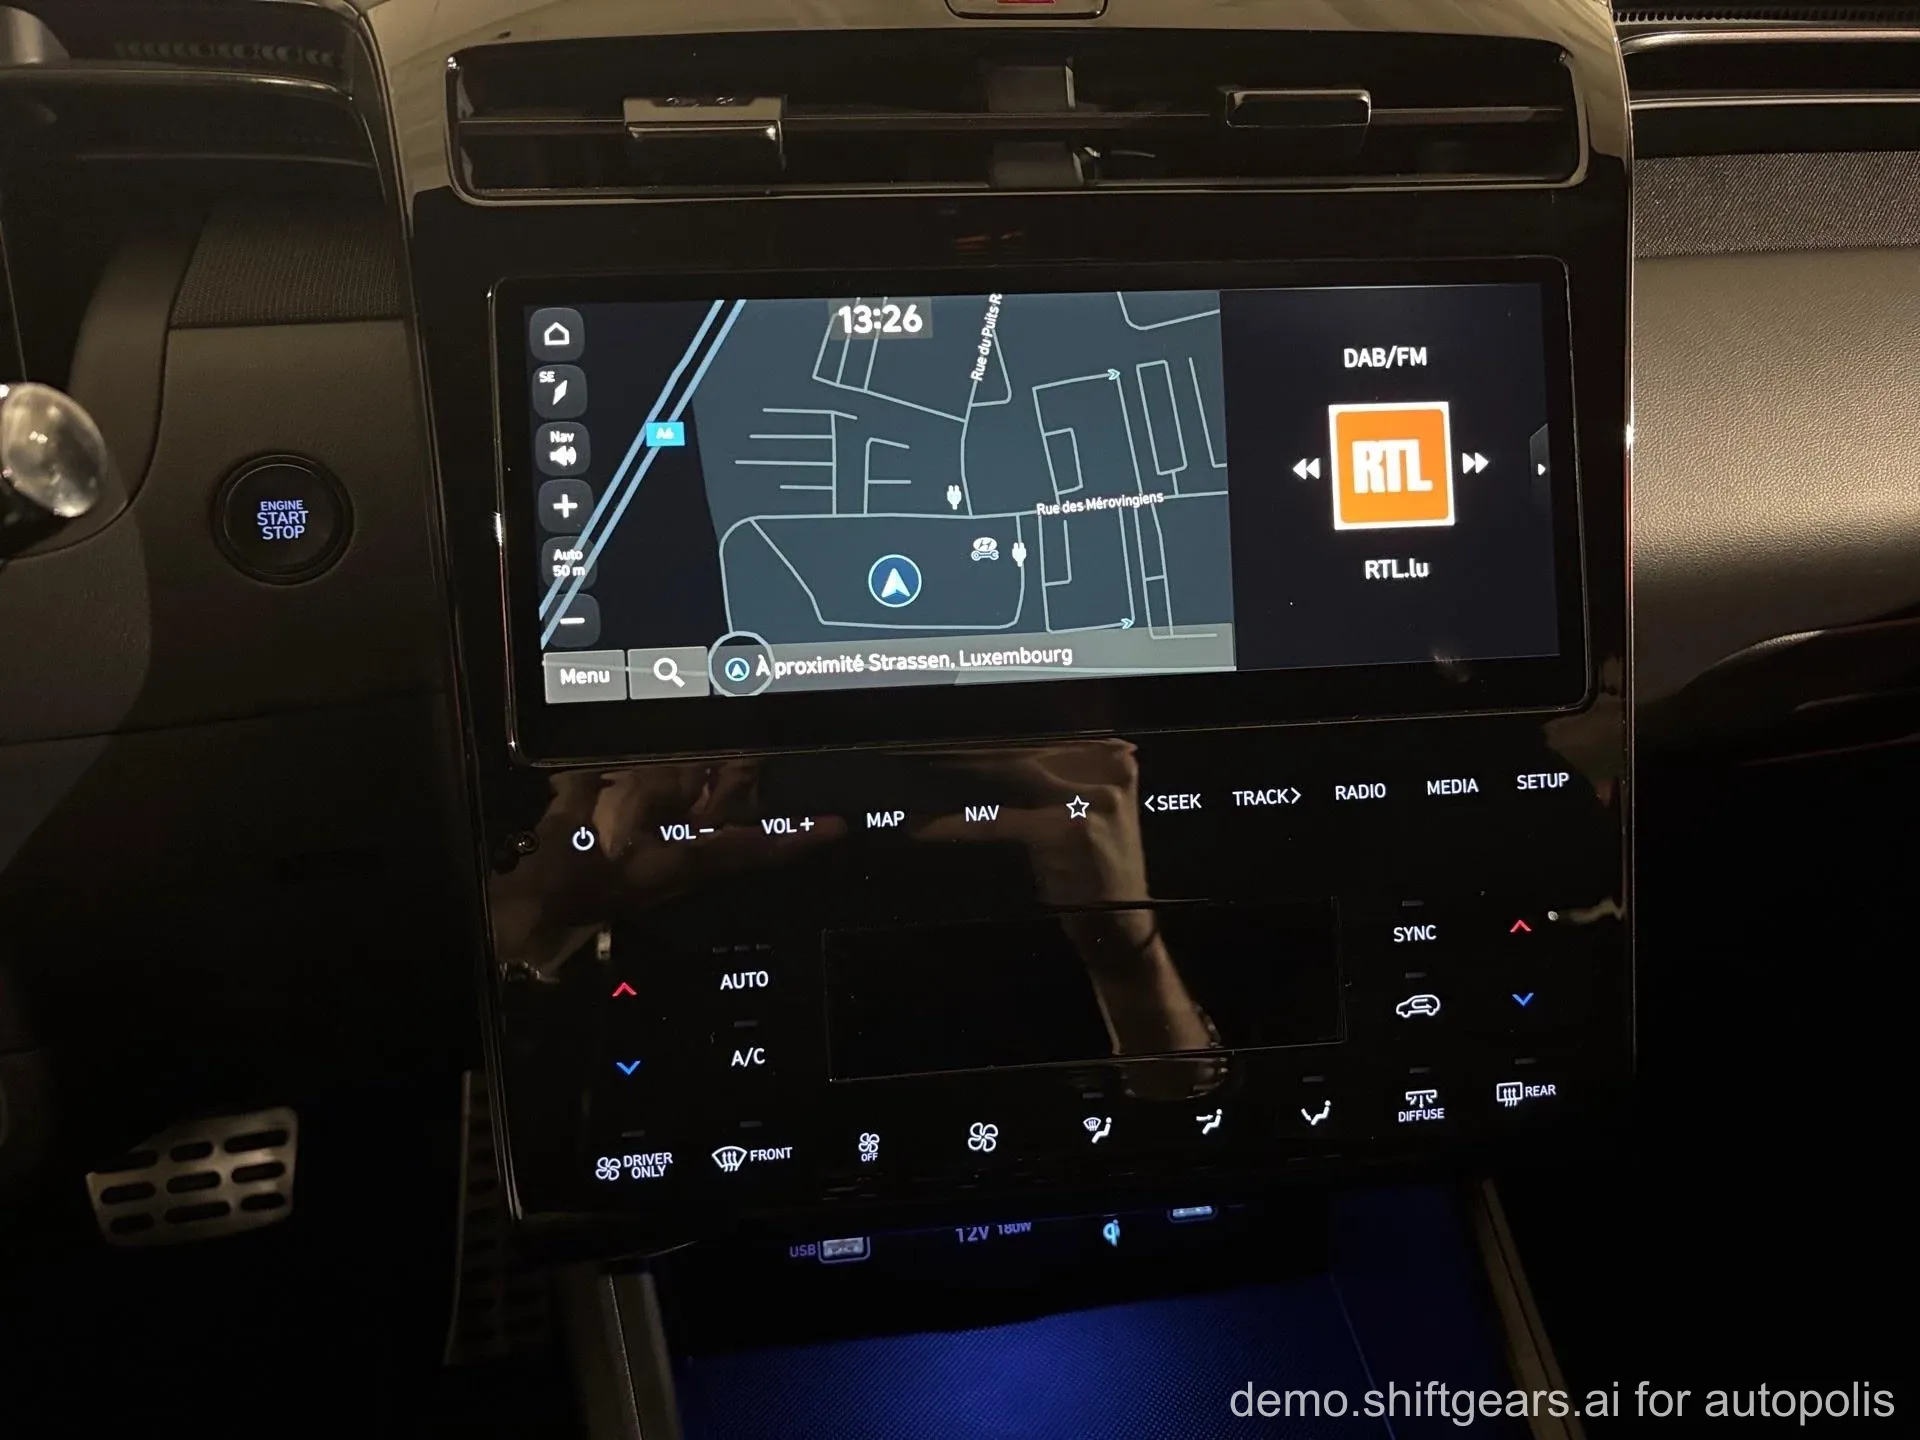 13:26
Rue du Puits R
SE
Nav
A6
Auto
50 m
Rue des Mérovingiens
Menu
À proximité Strassen, Luxembourg
DAB/FM
RTL
RTL.lu
ENGINE
START
STOP
VOL−
VOL+
MAP
NAV
<SEEK
TRACK>
RADIO
MEDIA
SETUP
AUTO
SYNC
A/C
DRIVER
ONLY
FRONT
OFF
DIFFUSE
REAR
USB
12V 180W
qi
demo.shiftgears.ai for autopolis